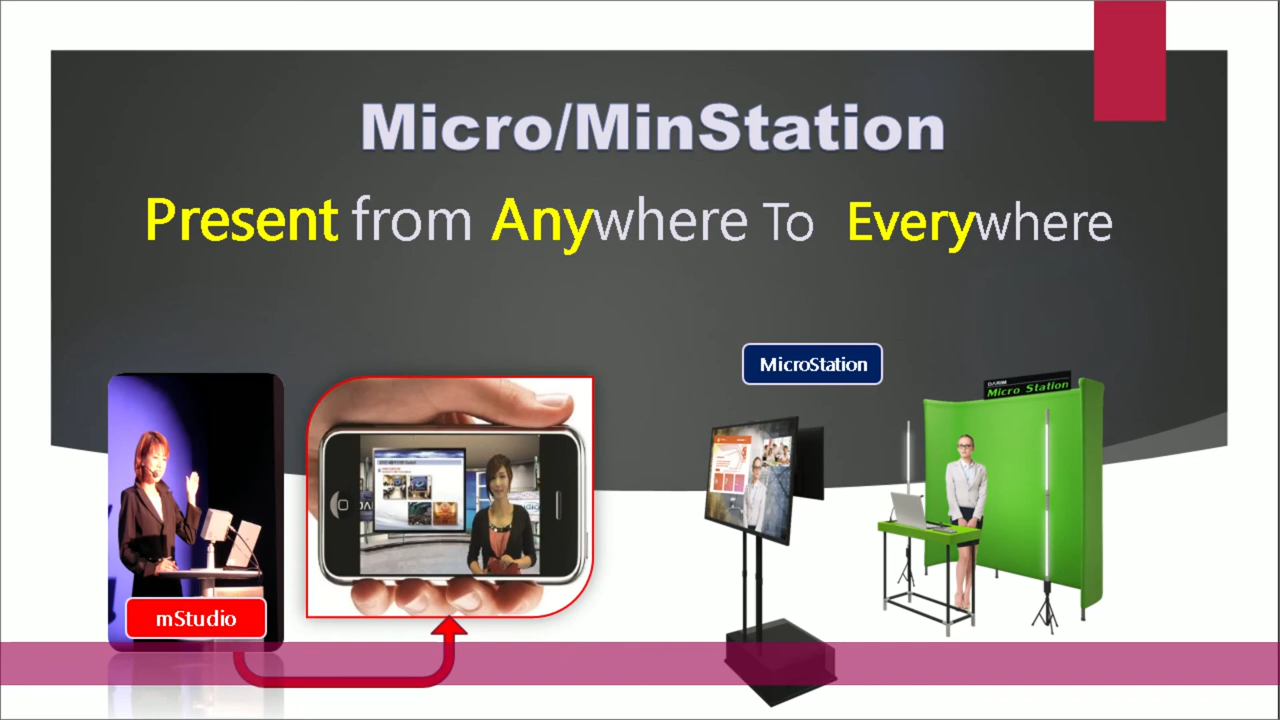 Micro/MinStation
Present from Anywhere To Everywhere
MicroStation
Micro Station
mStudio